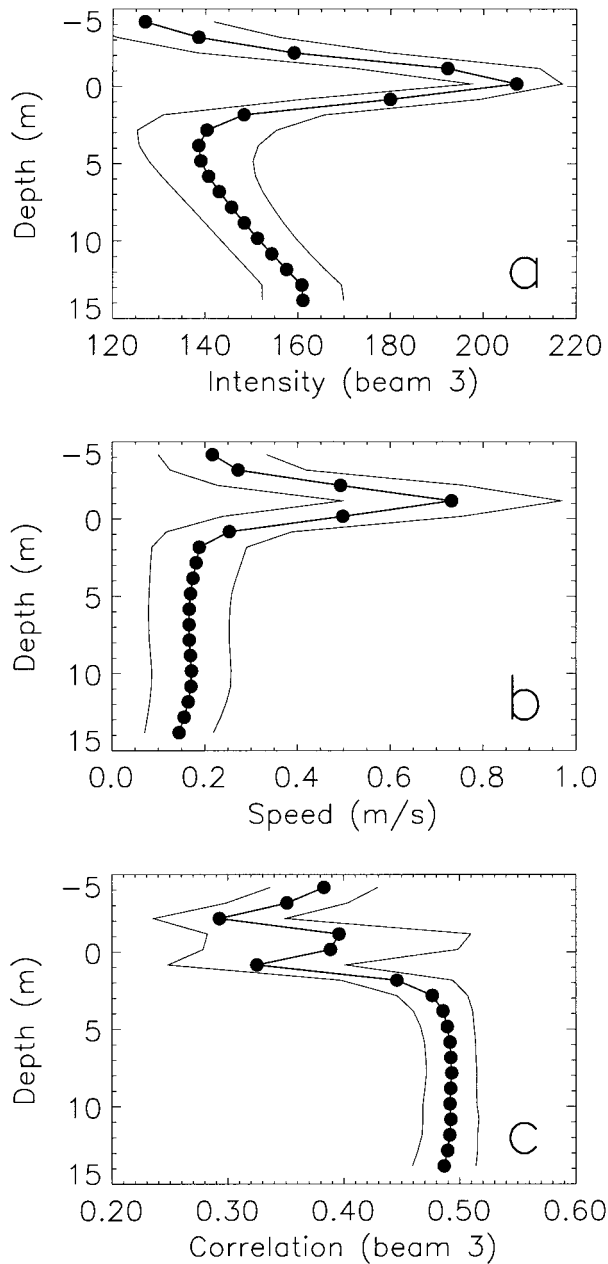 -5
0
5
10
15
Depth (m)
a
120 140 160 180 200 220
Intensity (beam 3)
-5
0
5
10
15
Depth (m)
b
0.0 0.2 0.4 0.6 0.8 1.0
Speed (m/s)
-5
0
5
10
15
Depth (m)
c
0.20 0.30 0.40 0.50 0.60
Correlation (beam 3)